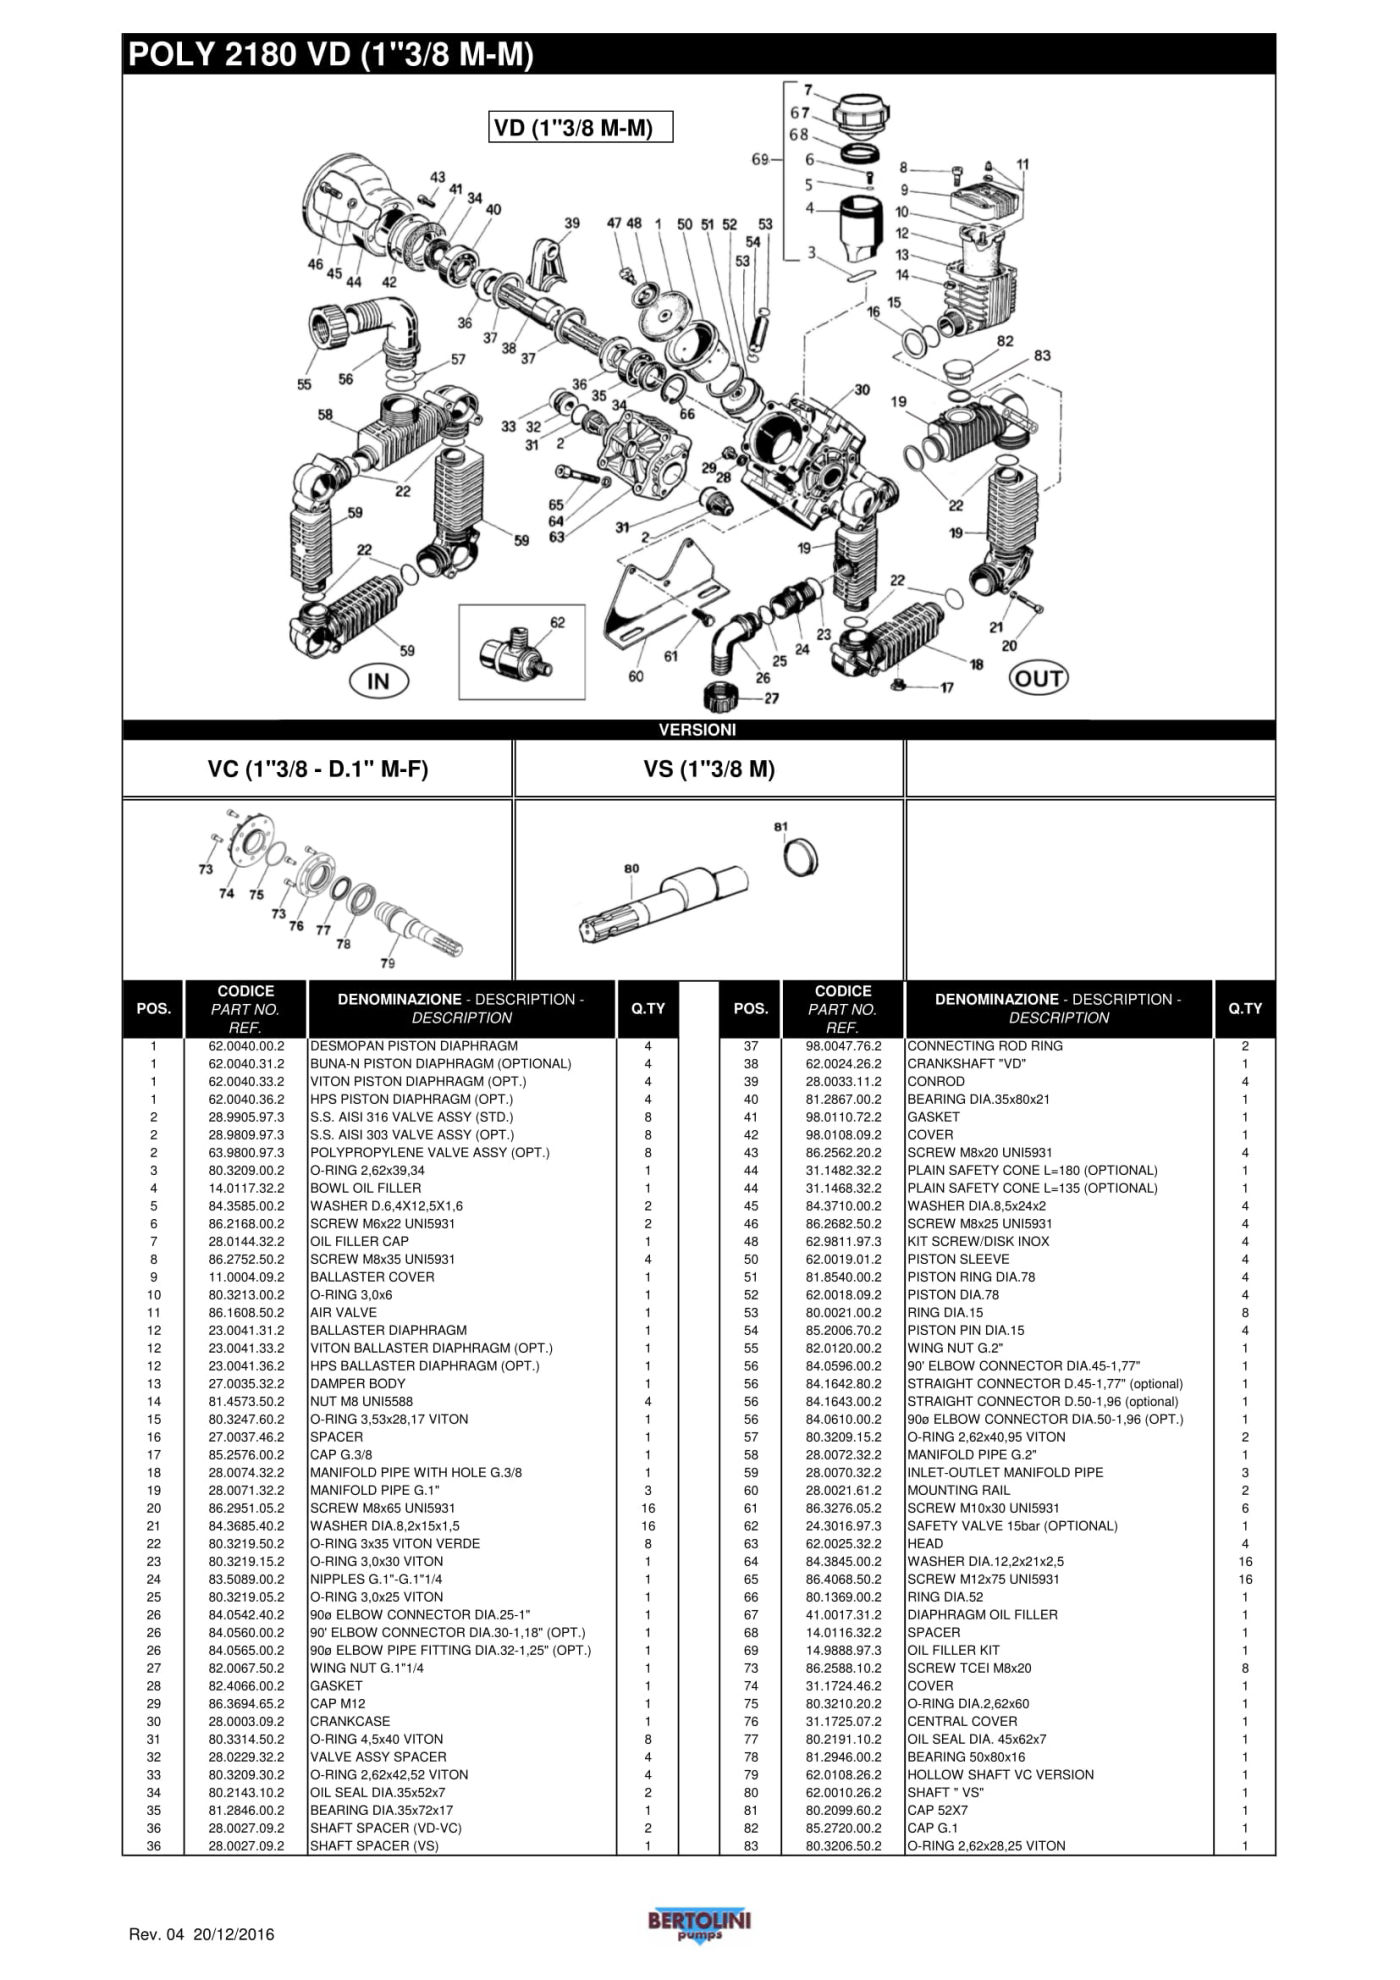 POLY 2180 VD (1"3/8 M-M)
VD (1"3/8 M-M)
7
67
68
69
6
5
4
3
8
11
9
10
12
13
14
15
16
82
83
43
41
34
40
39
47 48 1 50 51 52 53
54
53
46
45
44
42
36
37
38
37
36
35
34
66
30
19
55
56
57
58
33
32
31
2
29
28
22
22
59
65
64
63
31
2
59
19
19
22
22
62
23
24
25
26
27
21
20
59
61
60
18
17
IN
OUT
VERSIONI
VC (1"3/8 - D.1" M-F)
VS (1"3/8 M)
73
74
75
73
76
77
78
79
80
81
POS. CODICE PART NO. REF. DENOMINAZIONE - DESCRIPTION - DESCRIPTION Q.TY
1 62.0040.00.2 DESMOPAN PISTON DIAPHRAGM 4
1 62.0040.31.2 BUNA-N PISTON DIAPHRAGM (OPTIONAL) 4
1 62.0040.33.2 VITON PISTON DIAPHRAGM (OPT.) 4
1 62.0040.36.2 HPS PISTON DIAPHRAGM (OPT.) 4
2 28.9905.97.3 S.S. AISI 316 VALVE ASSY (STD.) 8
2 28.9809.97.3 S.S. AISI 303 VALVE ASSY (OPT.) 8
2 63.9800.97.3 POLYPROPYLENE VALVE ASSY (OPT.) 8
3 80.3209.00.2 O-RING 2,62x39,34 1
4 14.0117.32.2 BOWL OIL FILLER 1
5 84.3585.00.2 WASHER D.6,4X12,5X1,6 2
6 86.2168.00.2 SCREW M6x22 UNI5931 2
7 28.0144.32.2 OIL FILLER CAP 1
8 86.2752.50.2 SCREW M8x35 UNI5931 4
9 11.0004.09.2 BALLASTER COVER 1
10 80.3213.00.2 O-RING 3,0x6 1
11 86.1608.50.2 AIR VALVE 1
12 23.0041.31.2 BALLASTER DIAPHRAGM 1
12 23.0041.33.2 VITON BALLASTER DIAPHRAGM (OPT.) 1
12 23.0041.36.2 HPS BALLASTER DIAPHRAGM (OPT.) 1
13 27.0035.32.2 DAMPER BODY 1
14 81.4573.50.2 NUT M8 UNI5588 4
15 80.3247.60.2 O-RING 3,53x28,17 VITON 1
16 27.0037.46.2 SPACER 1
17 85.2576.00.2 CAP G.3/8 1
18 28.0074.32.2 MANIFOLD PIPE WITH HOLE G.3/8 1
19 28.0071.32.2 MANIFOLD PIPE G.1" 3
20 86.2951.05.2 SCREW M8x65 UNI5931 16
21 84.3685.40.2 WASHER DIA.8,2x15x1,5 16
22 80.3219.50.2 O-RING 3x35 VITON VERDE 8
23 80.3219.15.2 O-RING 3,0x30 VITON 1
24 83.5089.00.2 NIPPLES G.1"-G.1"1/4 1
25 80.3219.05.2 O-RING 3,0x25 VITON 1
26 84.0542.40.2 90ø ELBOW CONNECTOR DIA.25-1" 1
26 84.0560.00.2 90' ELBOW CONNECTOR DIA.30-1,18" (OPT.) 1
26 84.0565.00.2 90ø ELBOW PIPE FITTING DIA.32-1,25" (OPT.) 1
27 82.0067.50.2 WING NUT G.1"1/4 1
28 82.4066.00.2 GASKET 1
29 86.3694.65.2 CAP M12 1
30 28.0003.09.2 CRANKCASE 1
31 80.3314.50.2 O-RING 4,5x40 VITON 8
32 28.0229.32.2 VALVE ASSY SPACER 4
33 80.3209.30.2 O-RING 2,62x42,52 VITON 4
34 80.2143.10.2 OIL SEAL DIA.35x52x7 2
35 81.2846.00.2 BEARING DIA.35x72x17 1
36 28.0027.09.2 SHAFT SPACER (VD-VC) 2
36 28.0027.09.2 SHAFT SPACER (VS) 1
POS. CODICE PART NO. REF. DENOMINAZIONE - DESCRIPTION - DESCRIPTION Q.TY
37 98.0047.76.2 CONNECTING ROD RING 2
38 62.0024.26.2 CRANKSHAFT "VD" 1
39 28.0033.11.2 CONROD 4
40 81.2867.00.2 BEARING DIA.35x80x21 1
41 98.0110.72.2 GASKET 1
42 98.0108.09.2 COVER 1
43 86.2562.20.2 SCREW M8x20 UNI5931 4
44 31.1482.32.2 PLAIN SAFETY CONE L=180 (OPTIONAL) 1
44 31.1468.32.2 PLAIN SAFETY CONE L=135 (OPTIONAL) 1
45 84.3710.00.2 WASHER DIA.8,5x24x2 4
46 86.2682.50.2 SCREW M8x25 UNI5931 4
48 62.9811.97.3 KIT SCREW/DISK INOX 4
50 62.0019.01.2 PISTON SLEEVE 4
51 81.8540.00.2 PISTON RING DIA.78 4
52 62.0018.09.2 PISTON DIA.78 4
53 80.0021.00.2 RING DIA.15 8
54 85.2006.70.2 PISTON PIN DIA.15 4
55 82.0120.00.2 WING NUT G.2" 1
56 84.0596.00.2 90' ELBOW CONNECTOR DIA.45-1,77" 1
56 84.1642.80.2 STRAIGHT CONNECTOR D.45-1,77" (optional) 1
56 84.1643.00.2 STRAIGHT CONNECTOR D.50-1,96 (optional) 1
56 84.0610.00.2 90ø ELBOW CONNECTOR DIA.50-1,96 (OPT.) 1
57 80.3209.15.2 O-RING 2,62x40,95 VITON 2
58 28.0072.32.2 MANIFOLD PIPE G.2" 1
59 28.0070.32.2 INLET-OUTLET MANIFOLD PIPE 3
60 28.0021.61.2 MOUNTING RAIL 2
61 86.3276.05.2 SCREW M10x30 UNI5931 6
62 24.3016.97.3 SAFETY VALVE 15bar (OPTIONAL) 1
63 62.0025.32.2 HEAD 4
64 84.3845.00.2 WASHER DIA.12,2x21x2,5 16
65 86.4068.50.2 SCREW M12x75 UNI5931 16
66 80.1369.00.2 RING DIA.52 1
67 41.0017.31.2 DIAPHRAGM OIL FILLER 1
68 14.0116.32.2 SPACER 1
69 14.9888.97.3 OIL FILLER KIT 1
73 86.2588.10.2 SCREW TCEI M8x20 8
74 31.1724.46.2 COVER 1
75 80.3210.20.2 O-RING DIA.2,62x60 1
76 31.1725.07.2 CENTRAL COVER 1
77 80.2191.10.2 OIL SEAL DIA. 45x62x7 1
78 81.2946.00.2 BEARING 50x80x16 1
79 62.0108.26.2 HOLLOW SHAFT VC VERSION 1
80 62.0010.26.2 SHAFT " VS" 1
81 80.2099.60.2 CAP 52X7 1
82 85.2720.00.2 CAP G.1 1
83 80.3206.50.2 O-RING 2,62x28,25 VITON 1
Rev. 04 20/12/2016
BERTOLINI
pumps